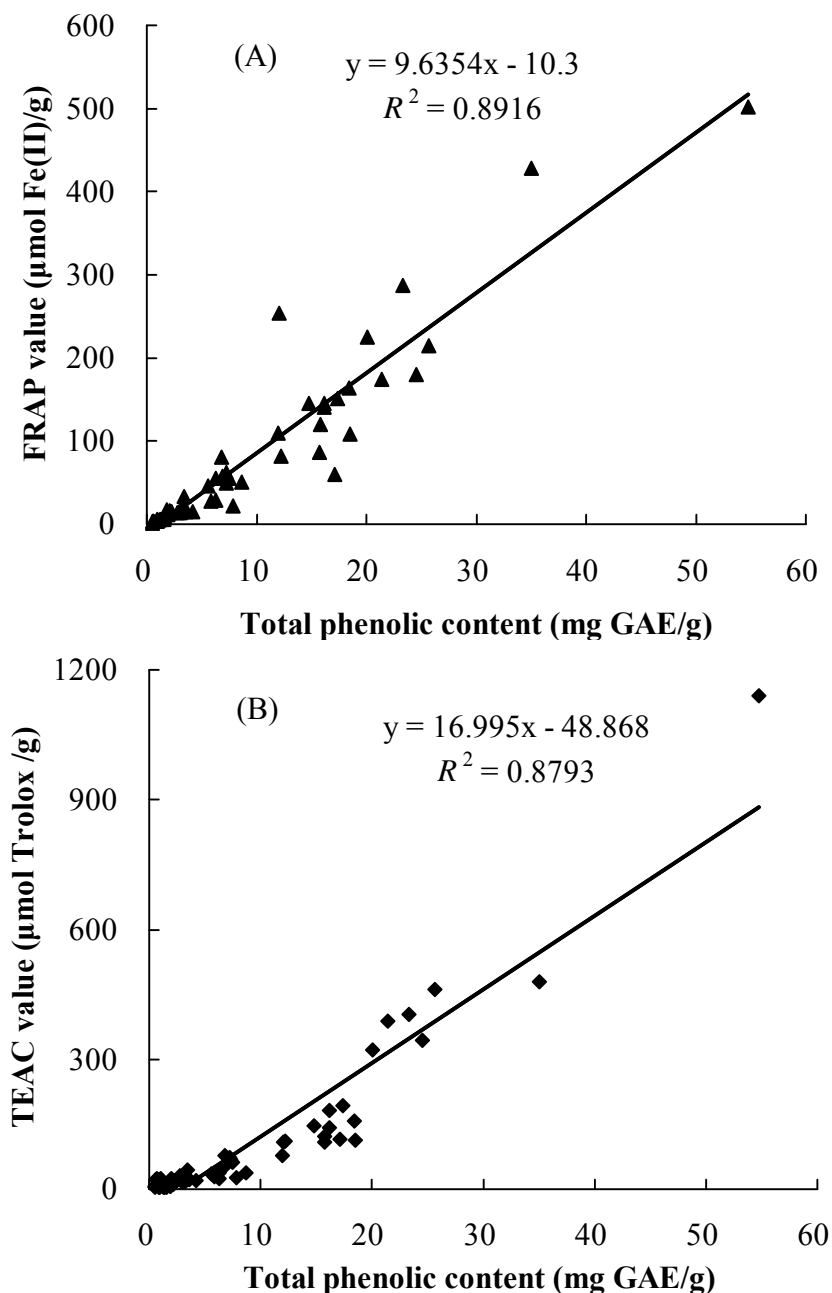 600
500
400
300
200
100
0
FRAP value (μmol Fe(II)/g)
(A)
y = 9.6354x - 10.3
R² = 0.8916
0 10 20 30 40 50 60
Total phenolic content (mg GAE/g)
1200
900
600
300
0
TEAC value (μmol Trolox /g)
(B)
y = 16.995x - 48.868
R² = 0.8793
0 10 20 30 40 50 60
Total phenolic content (mg GAE/g)